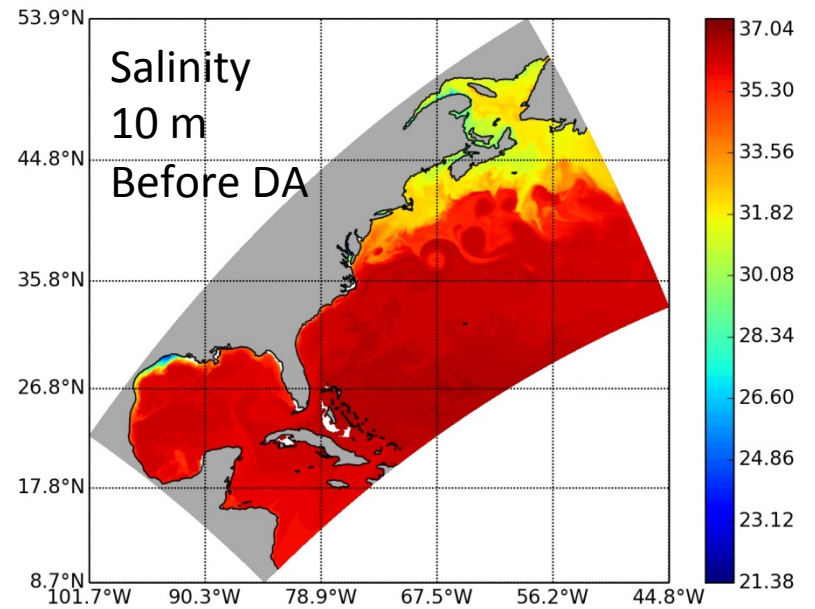 53.9°N
Salinity
10 m
Before DA
44.8°N
35.8°N
26.8°N
17.8°N
8.7°N
101.7°W 90.3°W 78.9°W 67.5°W 56.2°W 44.8°W
37.04
35.30
33.56
31.82
30.08
28.34
26.60
24.86
23.12
21.38